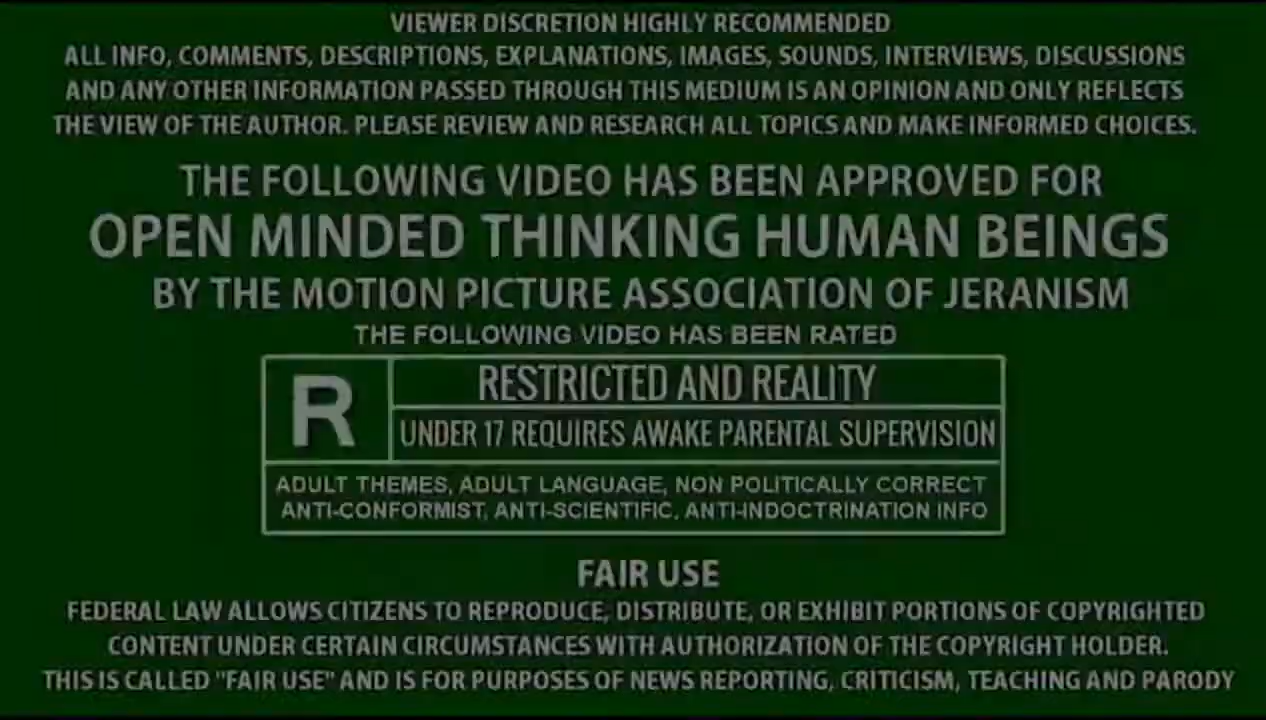 VIEWER DISCRETION HIGHLY RECOMMENDED
ALL INFO, COMMENTS, DESCRIPTIONS, EXPLANATIONS, IMAGES, SOUNDS, INTERVIEWS, DISCUSSIONS
AND ANY OTHER INFORMATION PASSED THROUGH THIS MEDIUM IS AN OPINION AND ONLY REFLECTS
THE VIEW OF THE AUTHOR. PLEASE REVIEW AND RESEARCH ALL TOPICS AND MAKE INFORMED CHOICES.
THE FOLLOWING VIDEO HAS BEEN APPROVED FOR
OPEN MINDED THINKING HUMAN BEINGS
BY THE MOTION PICTURE ASSOCIATION OF JERANISM
THE FOLLOWING VIDEO HAS BEEN RATED
R
RESTRICTED AND REALITY
UNDER 17 REQUIRES AWAKE PARENTAL SUPERVISION
ADULT THEMES, ADULT LANGUAGE, NON POLITICALLY CORRECT
ANTI-CONFORMIST, ANTI-SCIENTIFIC, ANTI-INDOCTRINATION INFO
FAIR USE
FEDERAL LAW ALLOWS CITIZENS TO REPRODUCE, DISTRIBUTE, OR EXHIBIT PORTIONS OF COPYRIGHTED
CONTENT UNDER CERTAIN CIRCUMSTANCES WITH AUTHORIZATION OF THE COPYRIGHT HOLDER.
THIS IS CALLED "FAIR USE" AND IS FOR PURPOSES OF NEWS REPORTING, CRITICISM, TEACHING AND PARODY